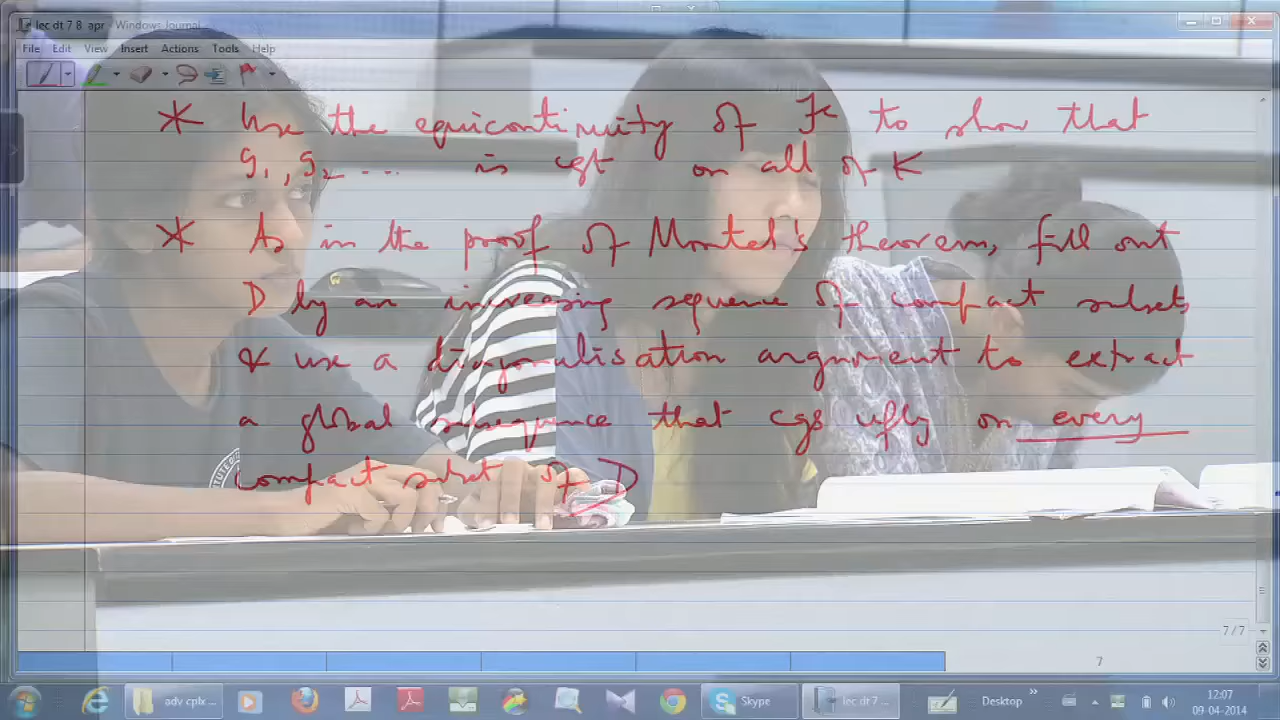 lec dt 7 8 apr - Windows Journal
File Edit View Insert Actions Tools Help
* Use the equicontinuity of F to show that
g1, g2, ... is cgt on all of K
* As in the proof of Montel's theorem, fill out
D by an increasing sequence of compact subsets
& use a diagonalisation argument to extract
a global subsequence that cgs ufly on every
compact subset of D
7/7
7
adv cplx ...
Skype
lec dt 7 ...
Desktop
12:07
09-04-2014